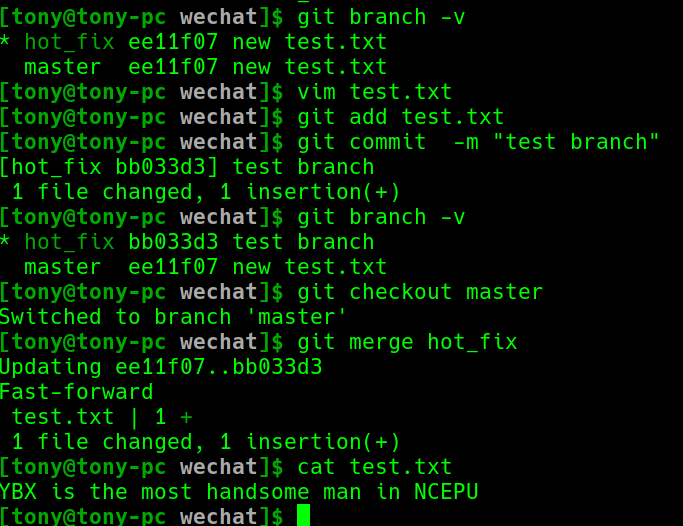 [tony@tony-pc wechat]$ git branch -v
* hot_fix ee11f07 new test.txt
  master  ee11f07 new test.txt
[tony@tony-pc wechat]$ vim test.txt
[tony@tony-pc wechat]$ git add test.txt
[tony@tony-pc wechat]$ git commit  -m "test branch"
[hot_fix bb033d3] test branch
 1 file changed, 1 insertion(+)
[tony@tony-pc wechat]$ git branch -v
* hot_fix bb033d3 test branch
  master  ee11f07 new test.txt
[tony@tony-pc wechat]$ git checkout master
Switched to branch 'master'
[tony@tony-pc wechat]$ git merge hot_fix
Updating ee11f07..bb033d3
Fast-forward
 test.txt | 1 +
 1 file changed, 1 insertion(+)
[tony@tony-pc wechat]$ cat test.txt
YBX is the most handsome man in NCEPU
[tony@tony-pc wechat]$